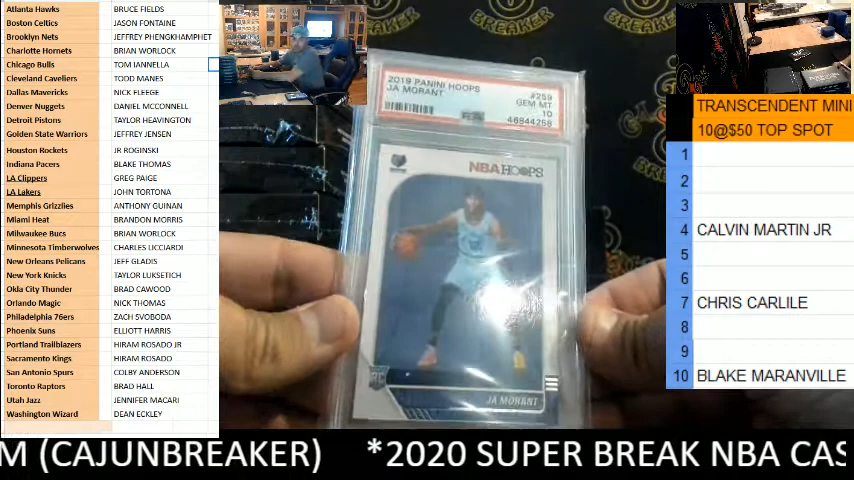 Atlanta Hawks BRUCE FIELDS
Boston Celtics JASON FONTAINE
Brooklyn Nets JEFFREY PHENGKHAMPHET
Charlotte Hornets BRIAN WORLOCK
Chicago Bulls TOM IANNELLA
Cleveland Cavaliers TODD MANES
Dallas Mavericks NICK FLEEGE
Denver Nuggets DANIEL MCCONNELL
Detroit Pistons TAYLOR HEAVINGTON
Golden State Warriors JEFFREY JENSEN
Houston Rockets JR ROGINSKI
Indiana Pacers BLAKE THOMAS
LA Clippers GREG PAIGE
LA Lakers JOHN TORTONA
Memphis Grizzlies ANTHONY GUINAN
Miami Heat BRANDON MORRIS
Milwaukee Bucs BRIAN WORLOCK
Minnesota Timberwolves CHARLES LICCIARDI
New Orleans Pelicans JEFF GLADIS
New York Knicks TAYLOR LUKSETICH
Okla City Thunder BRAD CAWOOD
Orlando Magic NICK THOMAS
Philadelphia 76ers ZACH SVOBODA
Phoenix Suns ELLIOTT HARRIS
Portland Trailblazers HIRAM ROSADO JR
Sacramento Kings HIRAM ROSADO
San Antonio Spurs COLBY ANDERSON
Toronto Raptors BRAD HALL
Utah Jazz JENNIFER MACARI
Washington Wizard DEAN ECKLEY
BREAKER
2019 PANINI HOOPS #259
JA MORANT GEM MT
10
46844258
PSA
NBA HOOPS
RC
JA MORANT
TRANSCENDENT MINI
10@$50 TOP SPOT
1
2
3
4 CALVIN MARTIN JR
5
6
7 CHRIS CARLILE
8
9
10 BLAKE MARANVILLE
M (CAJUNBREAKER) *2020 SUPER BREAK NBA CAS